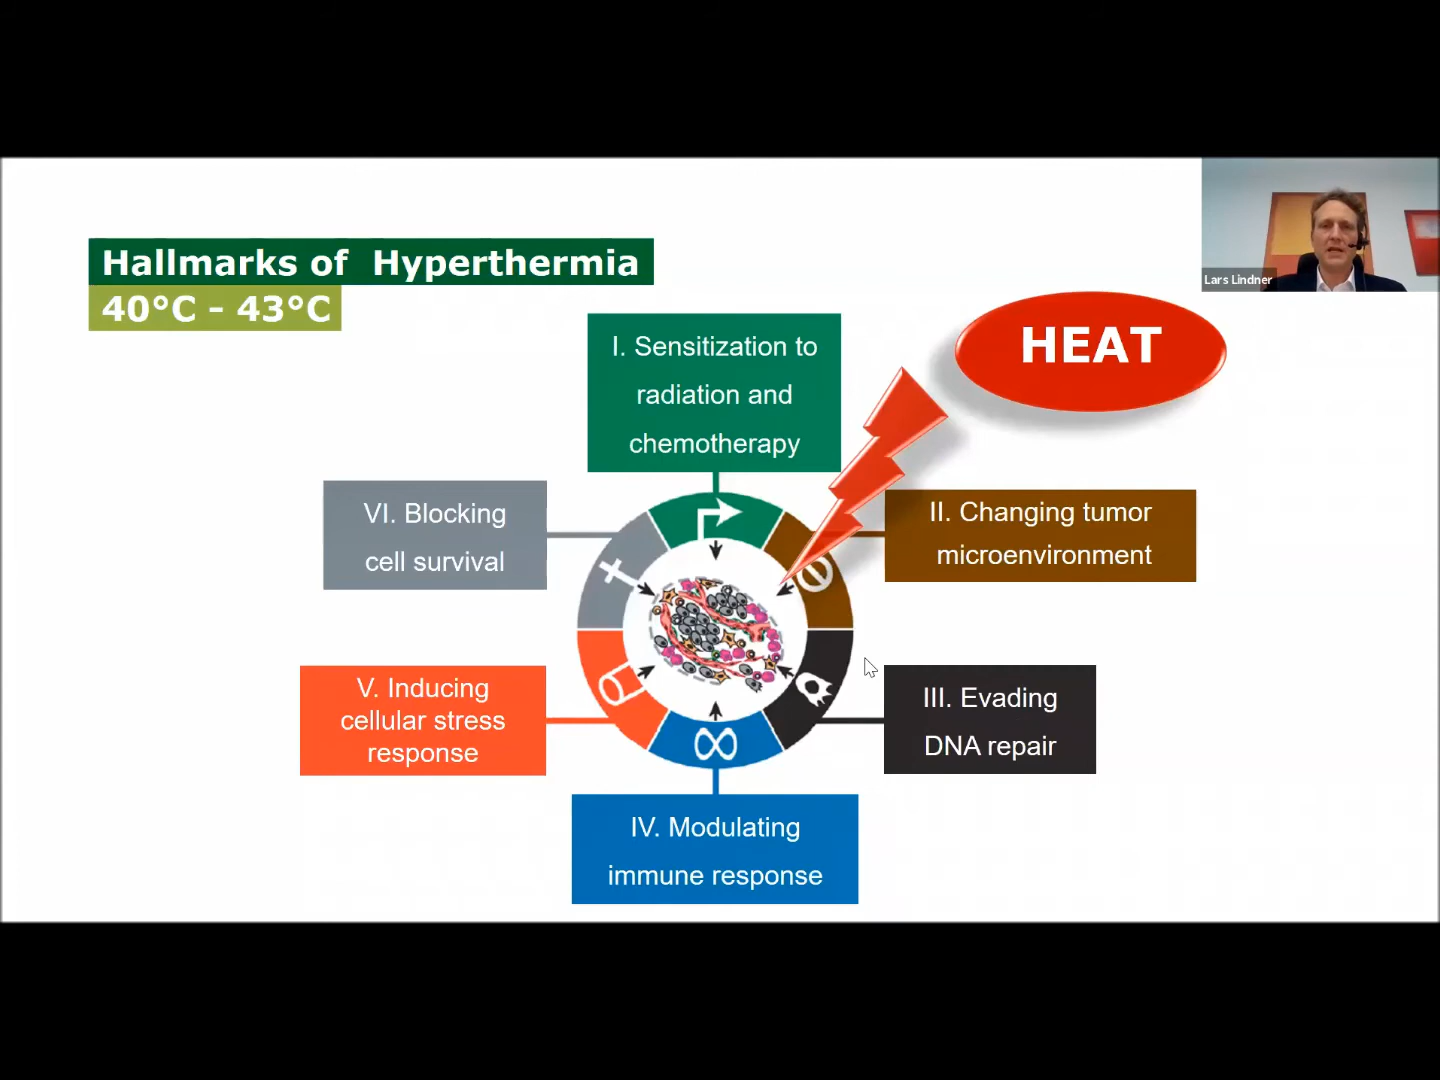 Hallmarks of  Hyperthermia
40°C – 43°C
Lars Lindner
HEAT
I. Sensitization to
radiation and
chemotherapy
II. Changing tumor
microenvironment
III. Evading
DNA repair
IV. Modulating
immune response
V. Inducing
cellular stress
response
VI. Blocking
cell survival